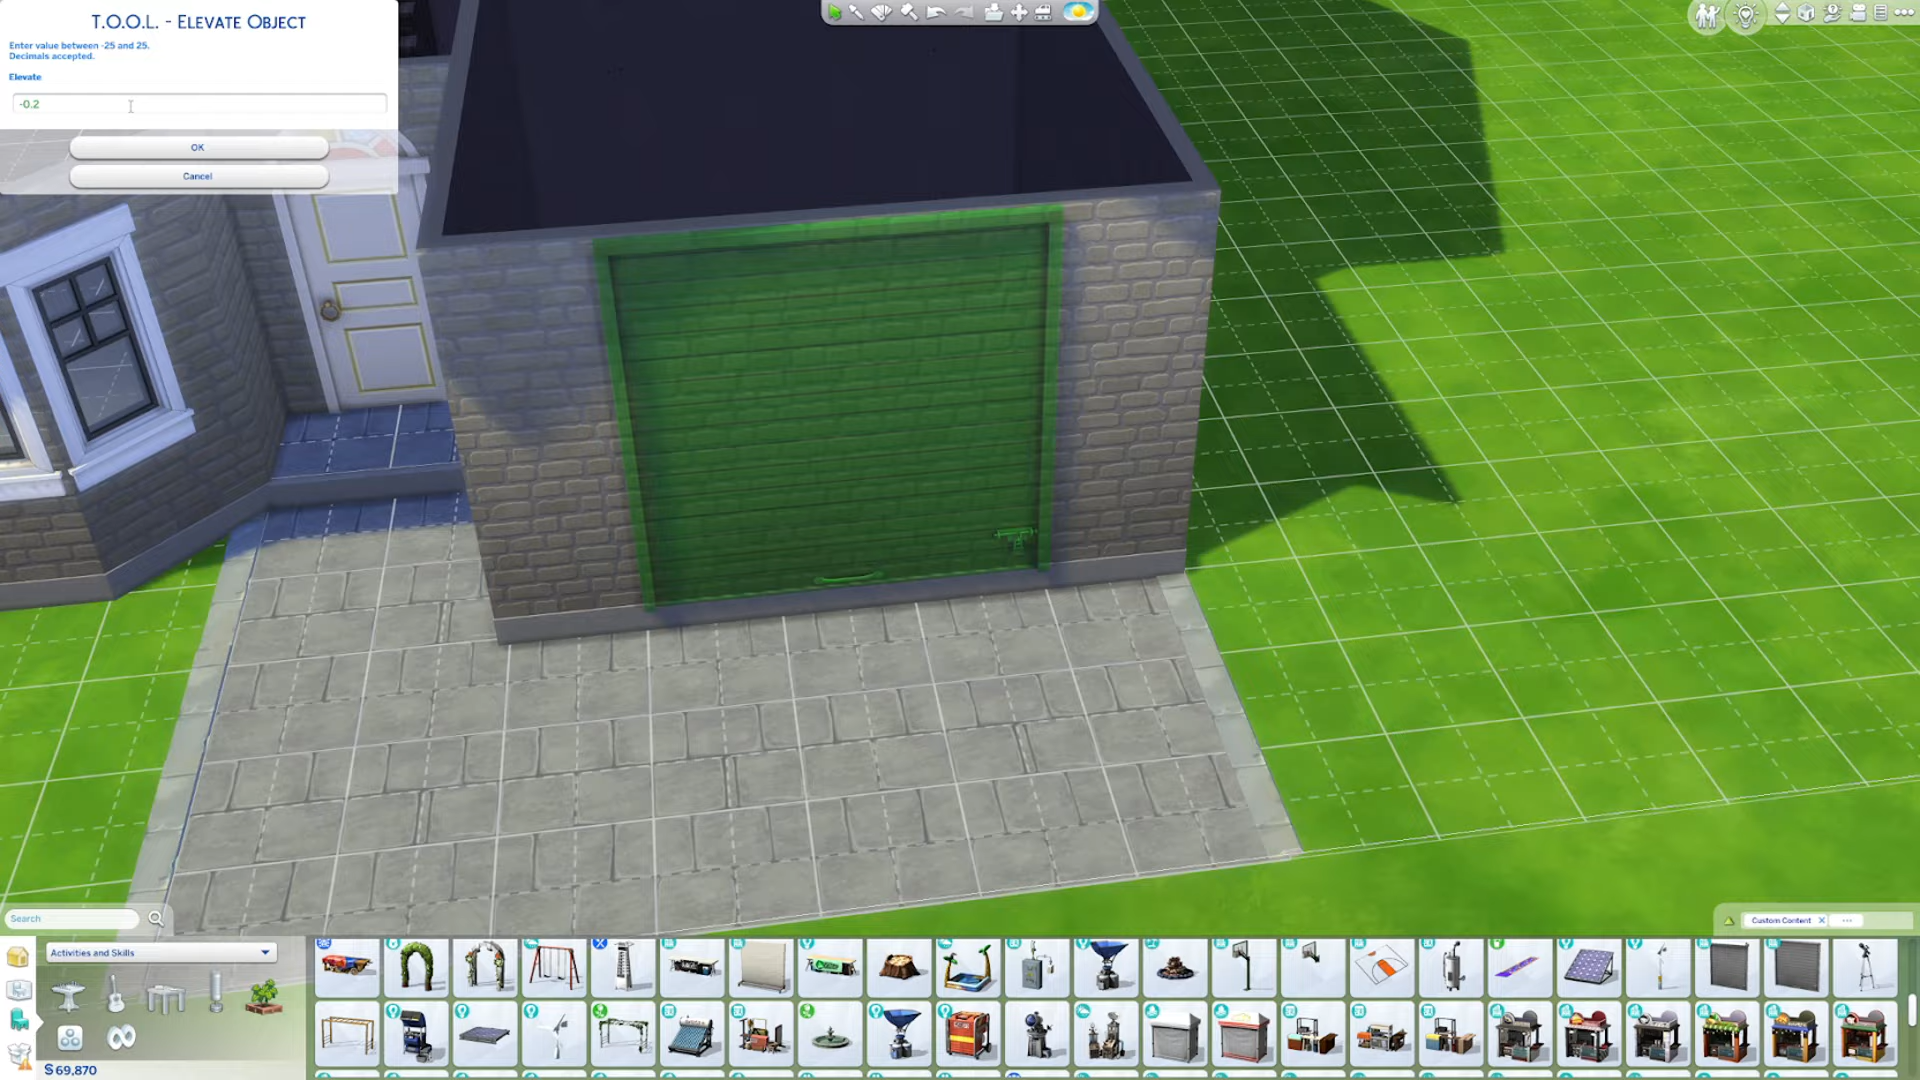 T.O.O.L. - Elevate Object
Enter value between -25 and 25.
Decimals accepted.
Elevate
-0.2
OK
Cancel
Search
Custom Content
Activities and Skills
§69,870